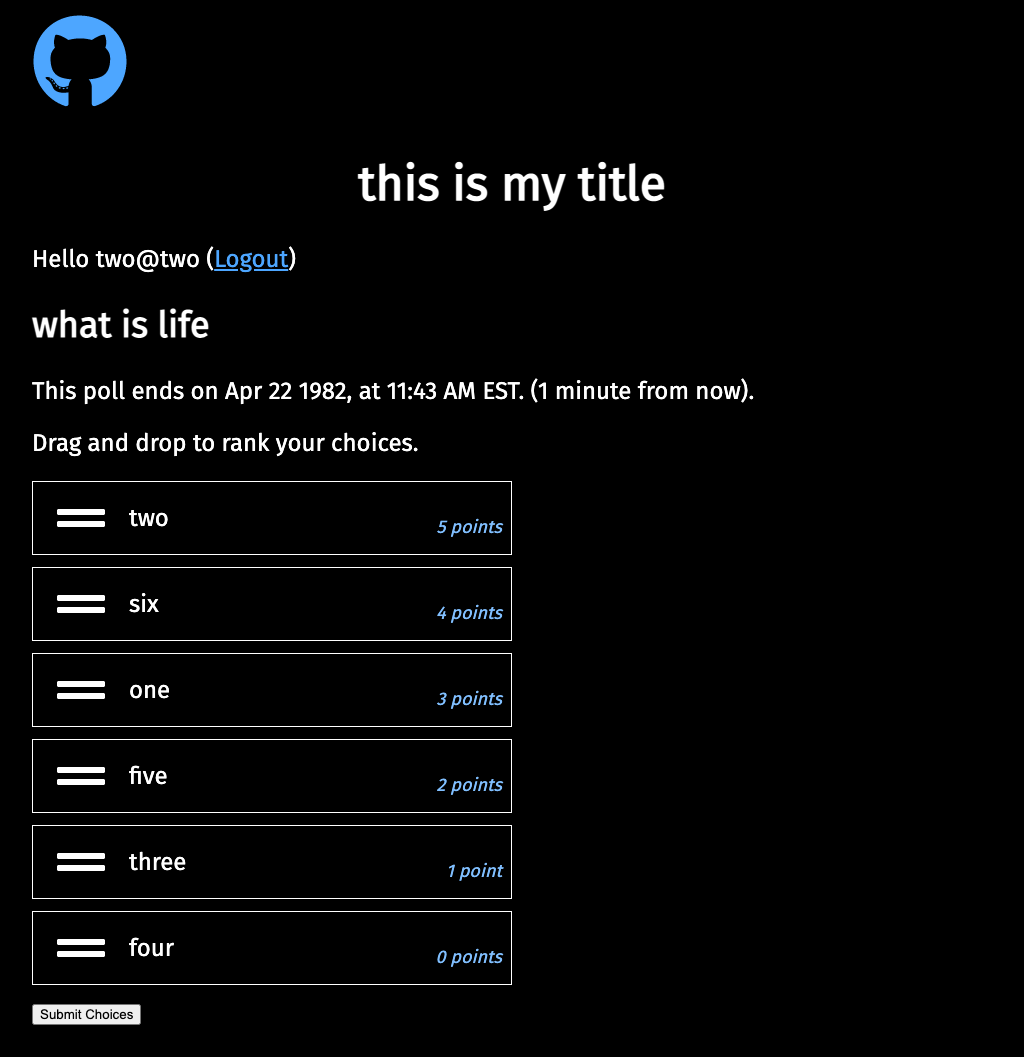 this is my title
Hello two@two (Logout)
what is life
This poll ends on Apr 22 1982, at 11:43 AM EST. (1 minute from now).
Drag and drop to rank your choices.
two 5 points
six 4 points
one 3 points
five 2 points
three 1 point
four 0 points
Submit Choices